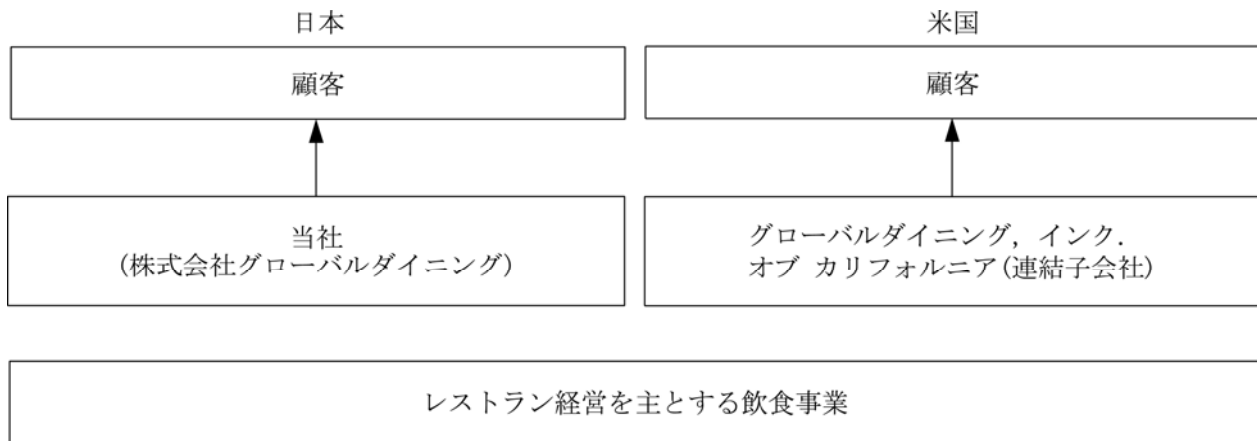 日本
米国
顧客
顧客
当社
(株式会社グローバルダイニング)
グローバルダイニング, インク.
オブ カリフォルニア(連結子会社)
レストラン経営を主とする飲食事業